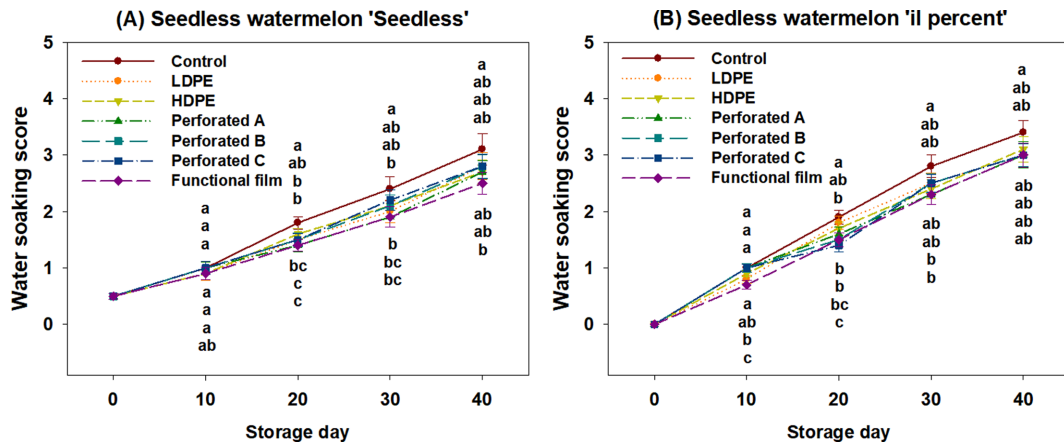 (A) Seedless watermelon 'Seedless'
Water soaking score
5
4
3
2
1
0
Control
LDPE
HDPE
Perforated A
Perforated B
Perforated C
Functional film
a
a
a
a
a
a
ab
a
ab
b
b
bc
c
c
a
ab
ab
b
b
bc
bc
a
ab
ab
ab
ab
ab
b
0 10 20 30 40
Storage day
(B) Seedless watermelon 'il percent'
Water soaking score
5
4
3
2
1
0
Control
LDPE
HDPE
Perforated A
Perforated B
Perforated C
Functional film
a
a
a
a
ab
b
c
a
ab
b
b
b
bc
c
a
ab
ab
ab
ab
b
b
a
ab
ab
ab
ab
ab
ab
0 10 20 30 40
Storage day